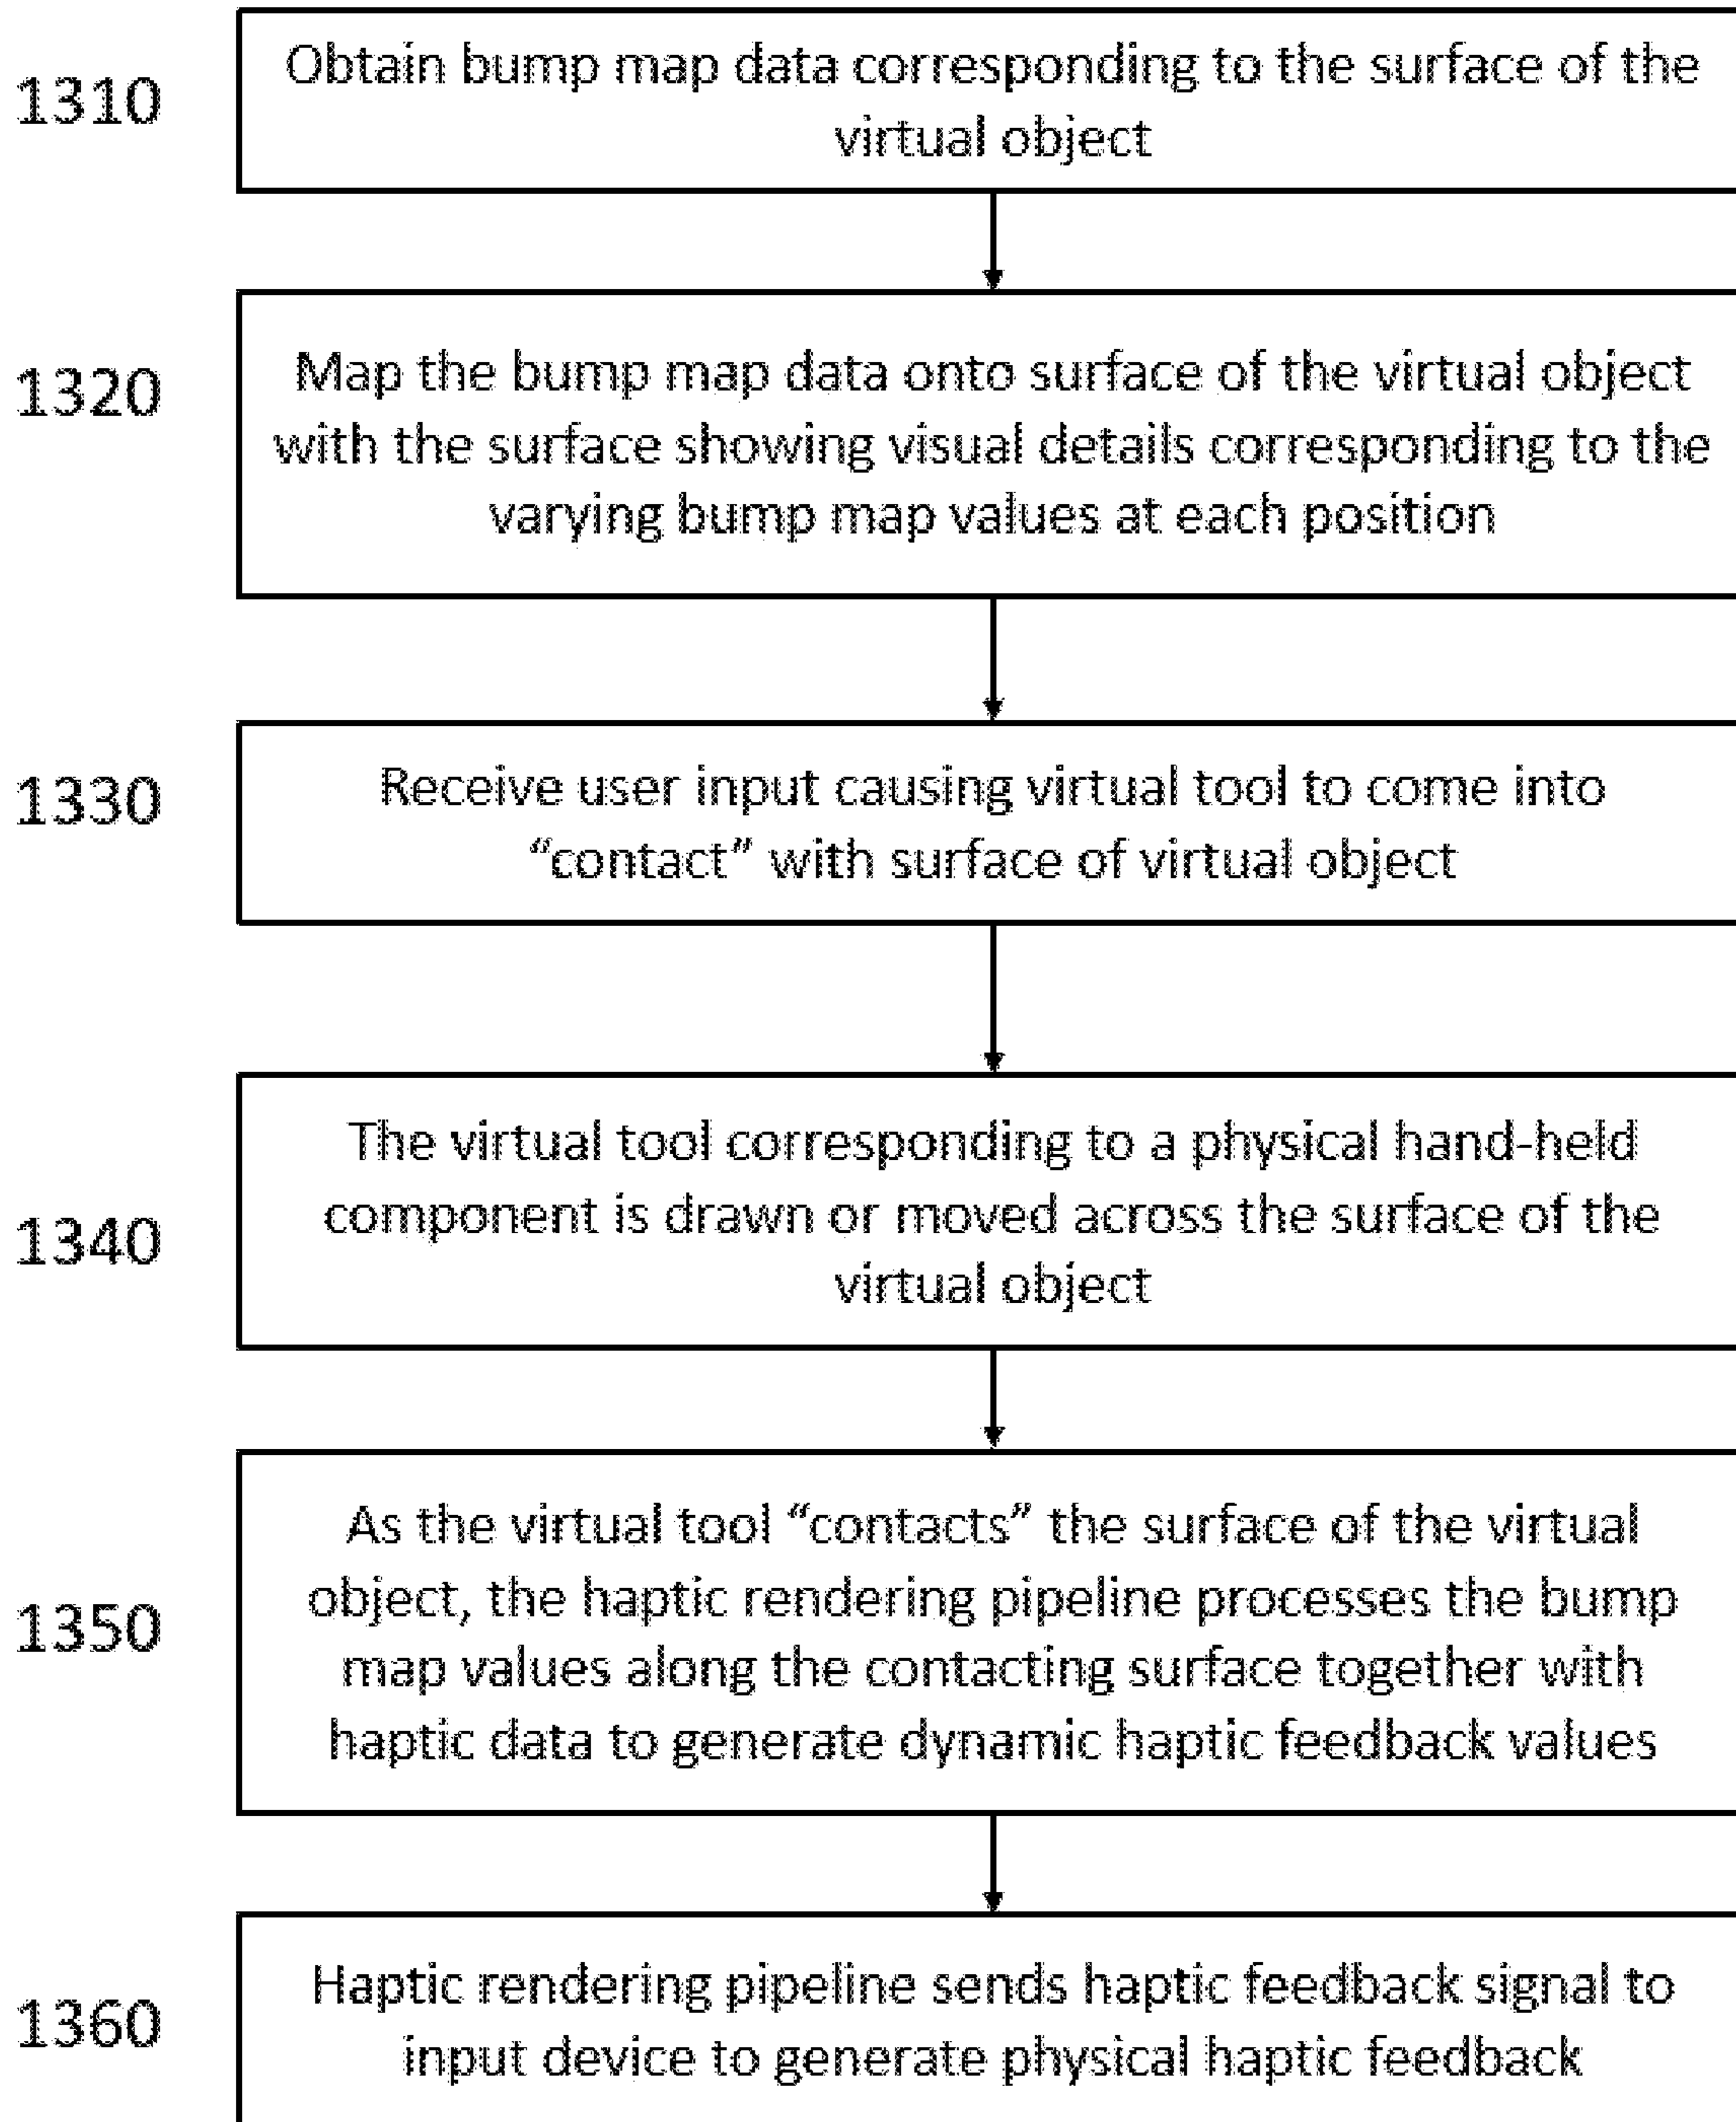 1310
Obtain bump map data corresponding to the surface of the
virtual object
1320
Map the bump map data onto surface of the virtual object
with the surface showing visual details corresponding to the
varying bump map values at each position
1330
Receive user input causing virtual tool to come into
“contact” with surface of virtual object
1340
The virtual tool corresponding to a physical hand-held
component is drawn or moved across the surface of the
virtual object
1350
As the virtual tool “contacts” the surface of the virtual
object, the haptic rendering pipeline processes the bump
map values along the contacting surface together with
haptic data to generate dynamic haptic feedback values
1360
Haptic rendering pipeline sends haptic feedback signal to
input device to generate physical haptic feedback